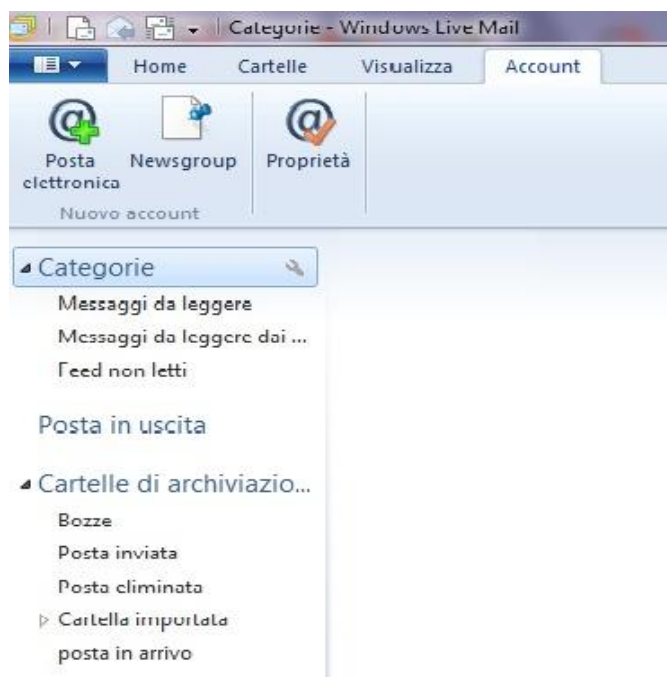 Categorie - Windows Live Mail
Home Cartelle Visualizza Account
Posta elettronica
Newsgroup
Proprietà
Nuovo account
Categorie
Messaggi da leggere
Messaggi da leggere dai ...
Feed non letti
Posta in uscita
Cartelle di archiviazio...
Bozze
Posta inviata
Posta eliminata
Cartella importata
posta in arrivo